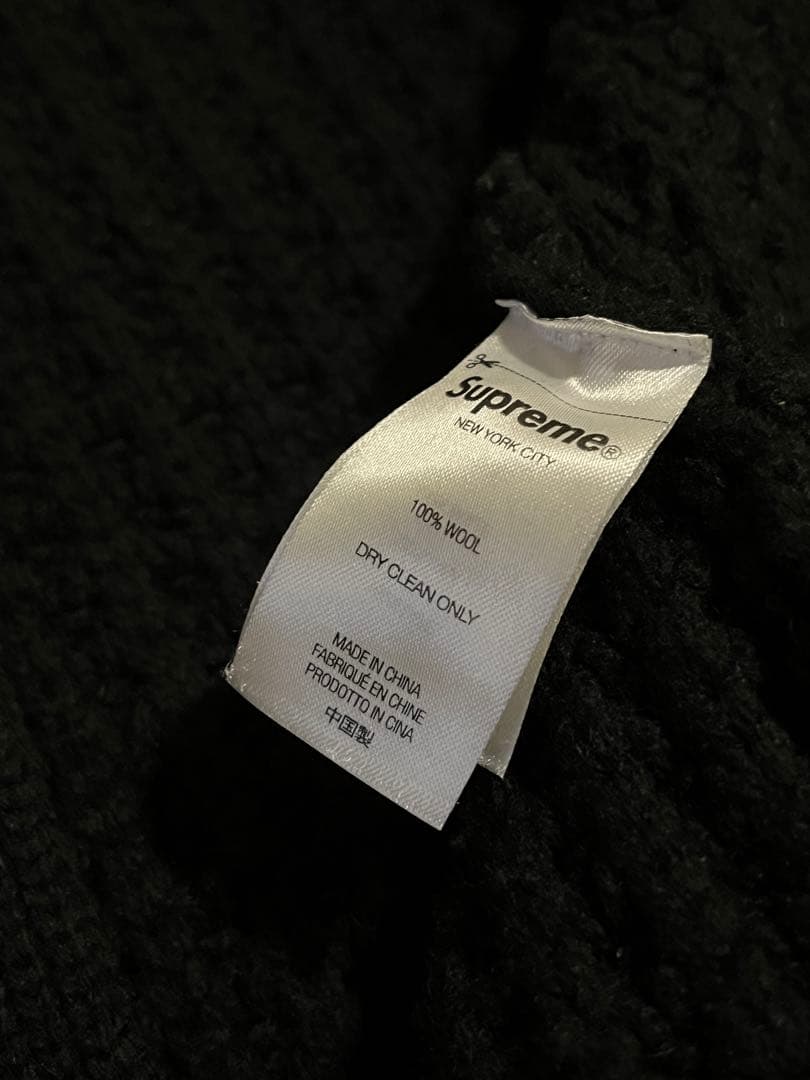 Supreme®
NEW YORK CITY
100% WOOL
DRY CLEAN ONLY
MADE IN CHINA
FABRIQUÉ EN CHINE
PRODOTTO IN CINA
中国製